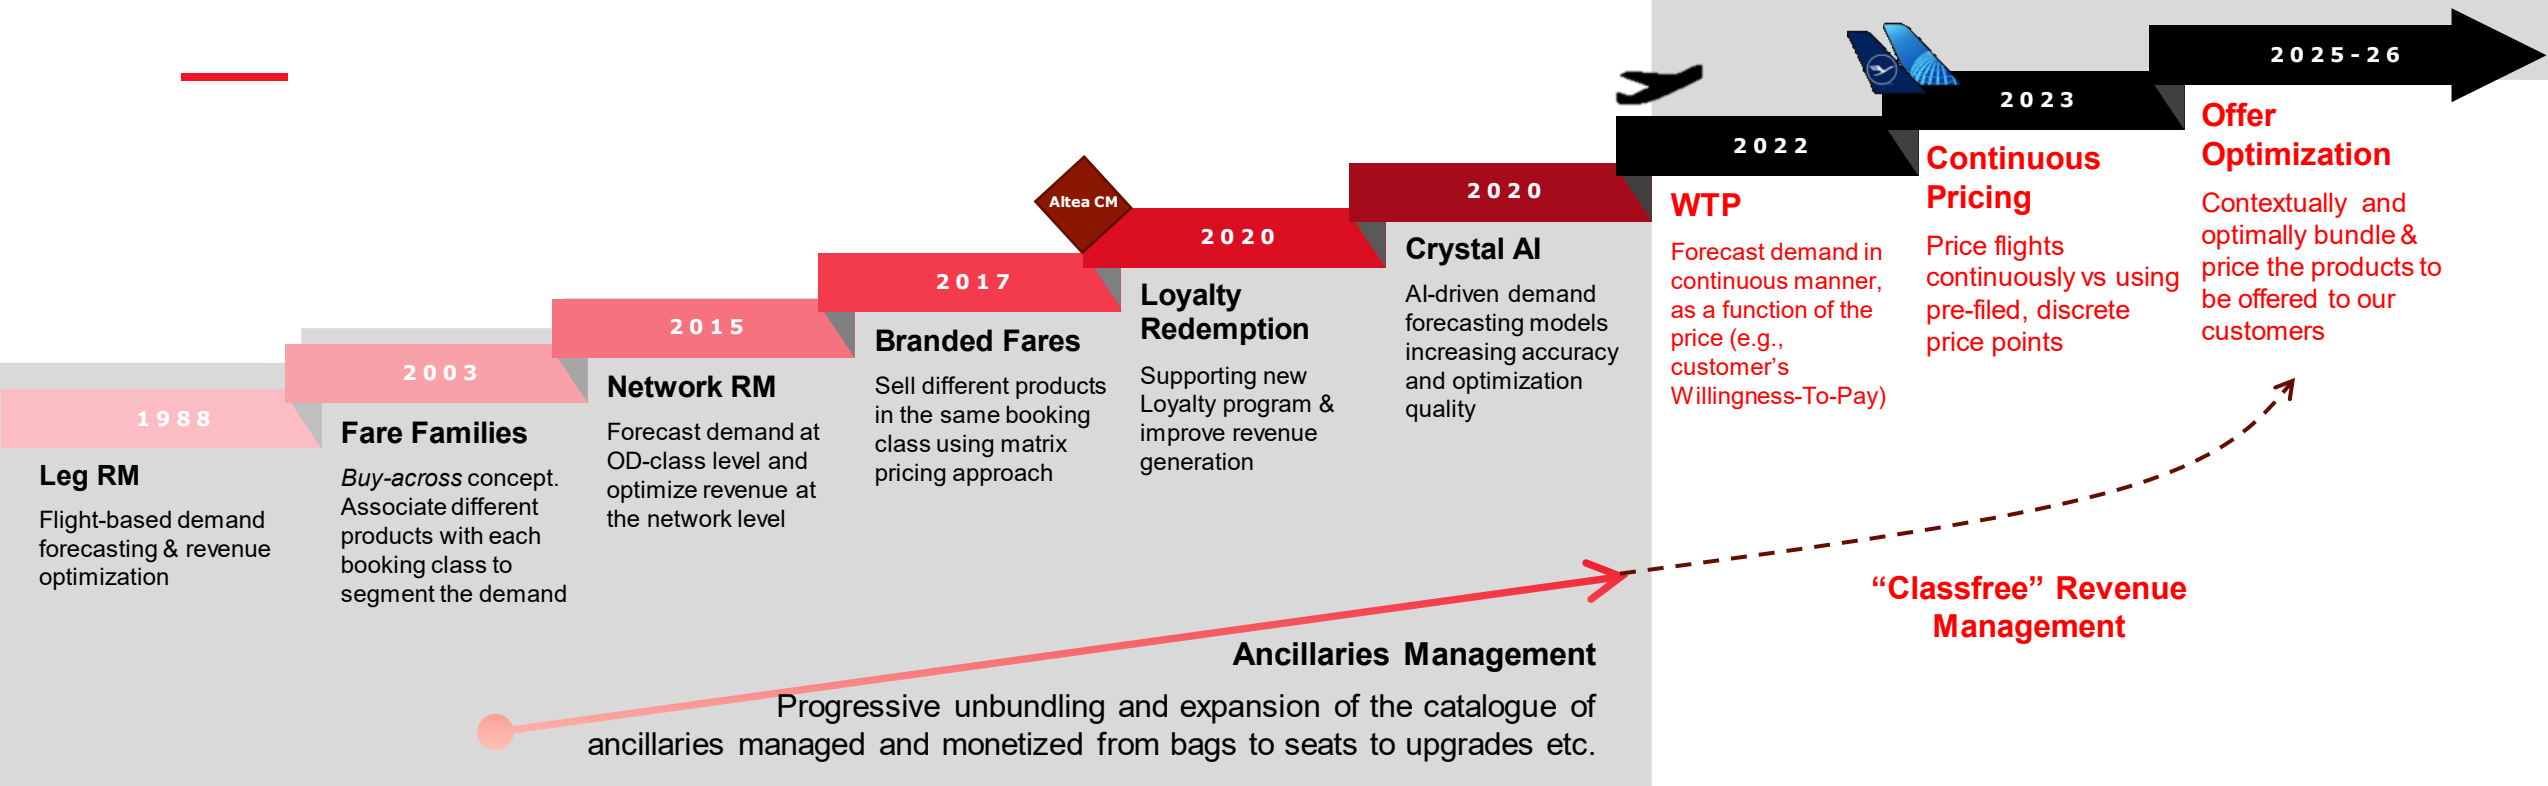 1988
Leg RM
Flight-based demand
forecasting & revenue
optimization
2003
Fare Families
Buy-across concept.
Associate different
products with each
booking class to
segment the demand
2015
Network RM
Forecast demand at
OD-class level and
optimize revenue at
the network level
2017
Branded Fares
Sell different products
in the same booking
class using matrix
pricing approach
Altea CM
2020
Loyalty
Redemption
Supporting new
Loyalty program &
improve revenue
generation
2020
Crystal AI
AI-driven demand
forecasting models
increasing accuracy
and optimization
quality
2022
WTP
Forecast demand in
continuous manner,
as a function of the
price (e.g.,
customer’s
Willingness-To-Pay)
2023
Continuous
Pricing
Price flights
continuously vs using
pre-filed, discrete
price points
2025-26
Offer
Optimization
Contextually and
optimally bundle &
price the products to
be offered to our
customers
“Classfree” Revenue
Management
Ancillaries Management
Progressive unbundling and expansion of the catalogue of
ancillaries managed and monetized from bags to seats to upgrades etc.